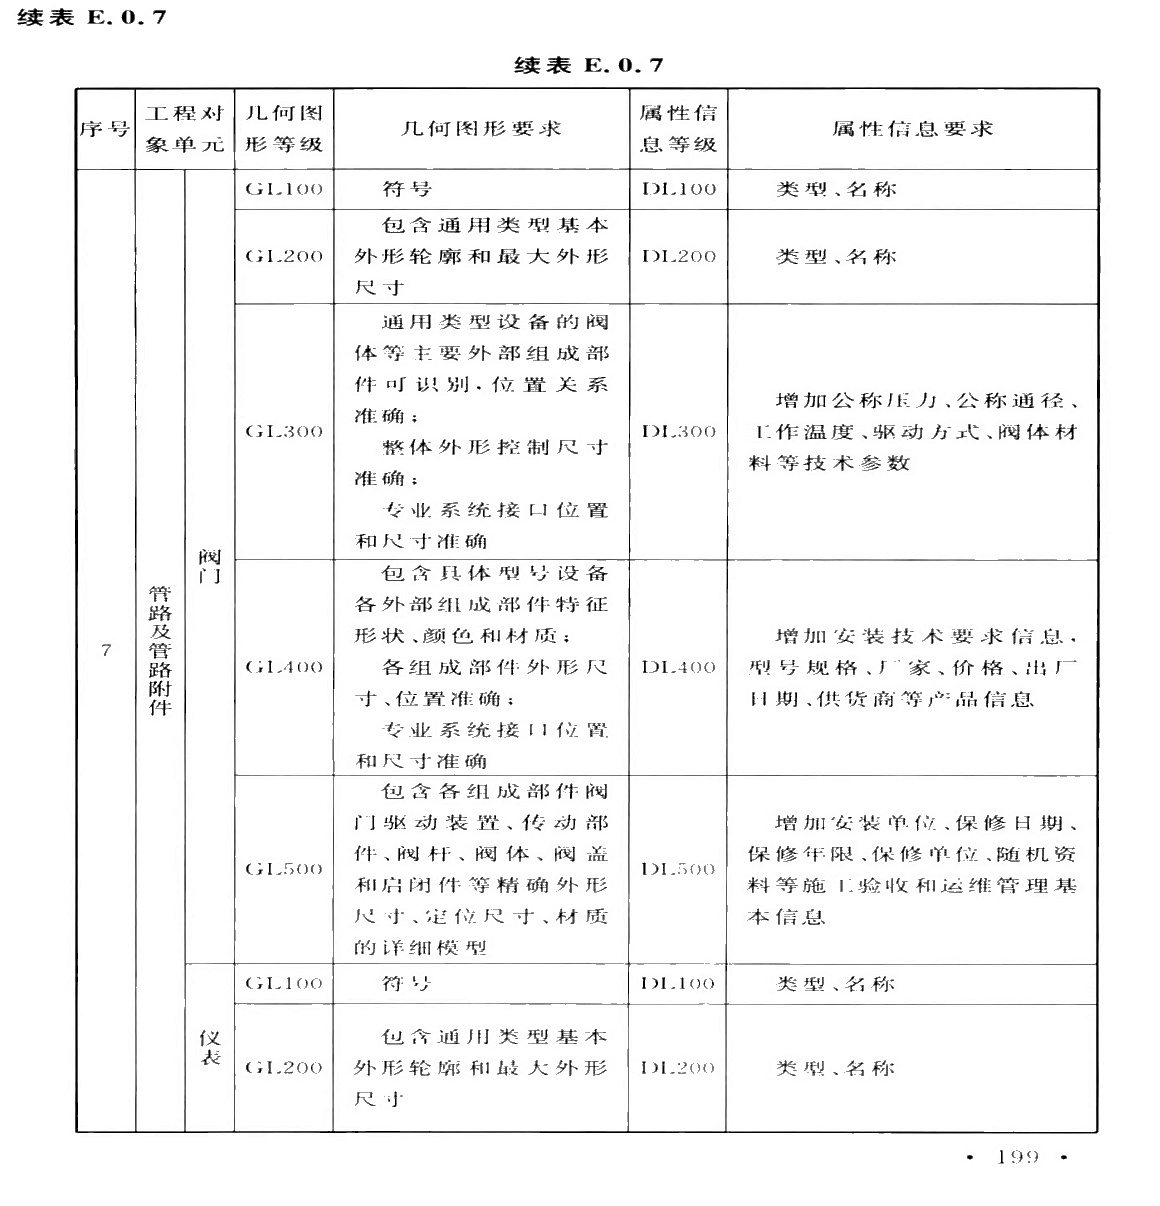 续表 E.0.7
续表 E.0.7
序号
工程对
象单元
几何图
形等级
几何图形要求
属性信
息等级
属性信息要求
7
管路及管路附件
阀门
GL100
符号
DL100
类型、名称
GL200
包含通用类型基本
外形轮廓和最大外形
尺寸
DL200
类型、名称
GL300
通用类型设备的阀
体等主要外部组成部
件可识别,位置关系
准确;
整体外形控制尺寸
准确;
专业系统接口位置
和尺寸准确
DL300
增加公称压力、公称通径、
工作温度、驱动方式、阀体材
料等技术参数
GL400
包含具体型号设备
各外部组成部件特征
形状、颜色和材质;
各组成部件外形尺
寸、位置准确;
专业系统接口位置
和尺寸准确
DL400
增加安装技术要求信息,
型号规格、厂家、价格、出厂
日期、供货商等产品信息
GL500
包含各组成部件阀
门驱动装置、传动部
件、阀杆、阀体、阀盖
和启闭件等精确外形
尺寸、定位尺寸、材质
的详细模型
DL500
增加安装单位、保修日期、
保修年限、保修单位、随机资
料等施工验收和运维管理基
本信息
仪表
GL100
符号
DL100
类型、名称
GL200
包含通用类型基本
外形轮廓和最大外形
尺寸
DL200
类型、名称
· 199 ·